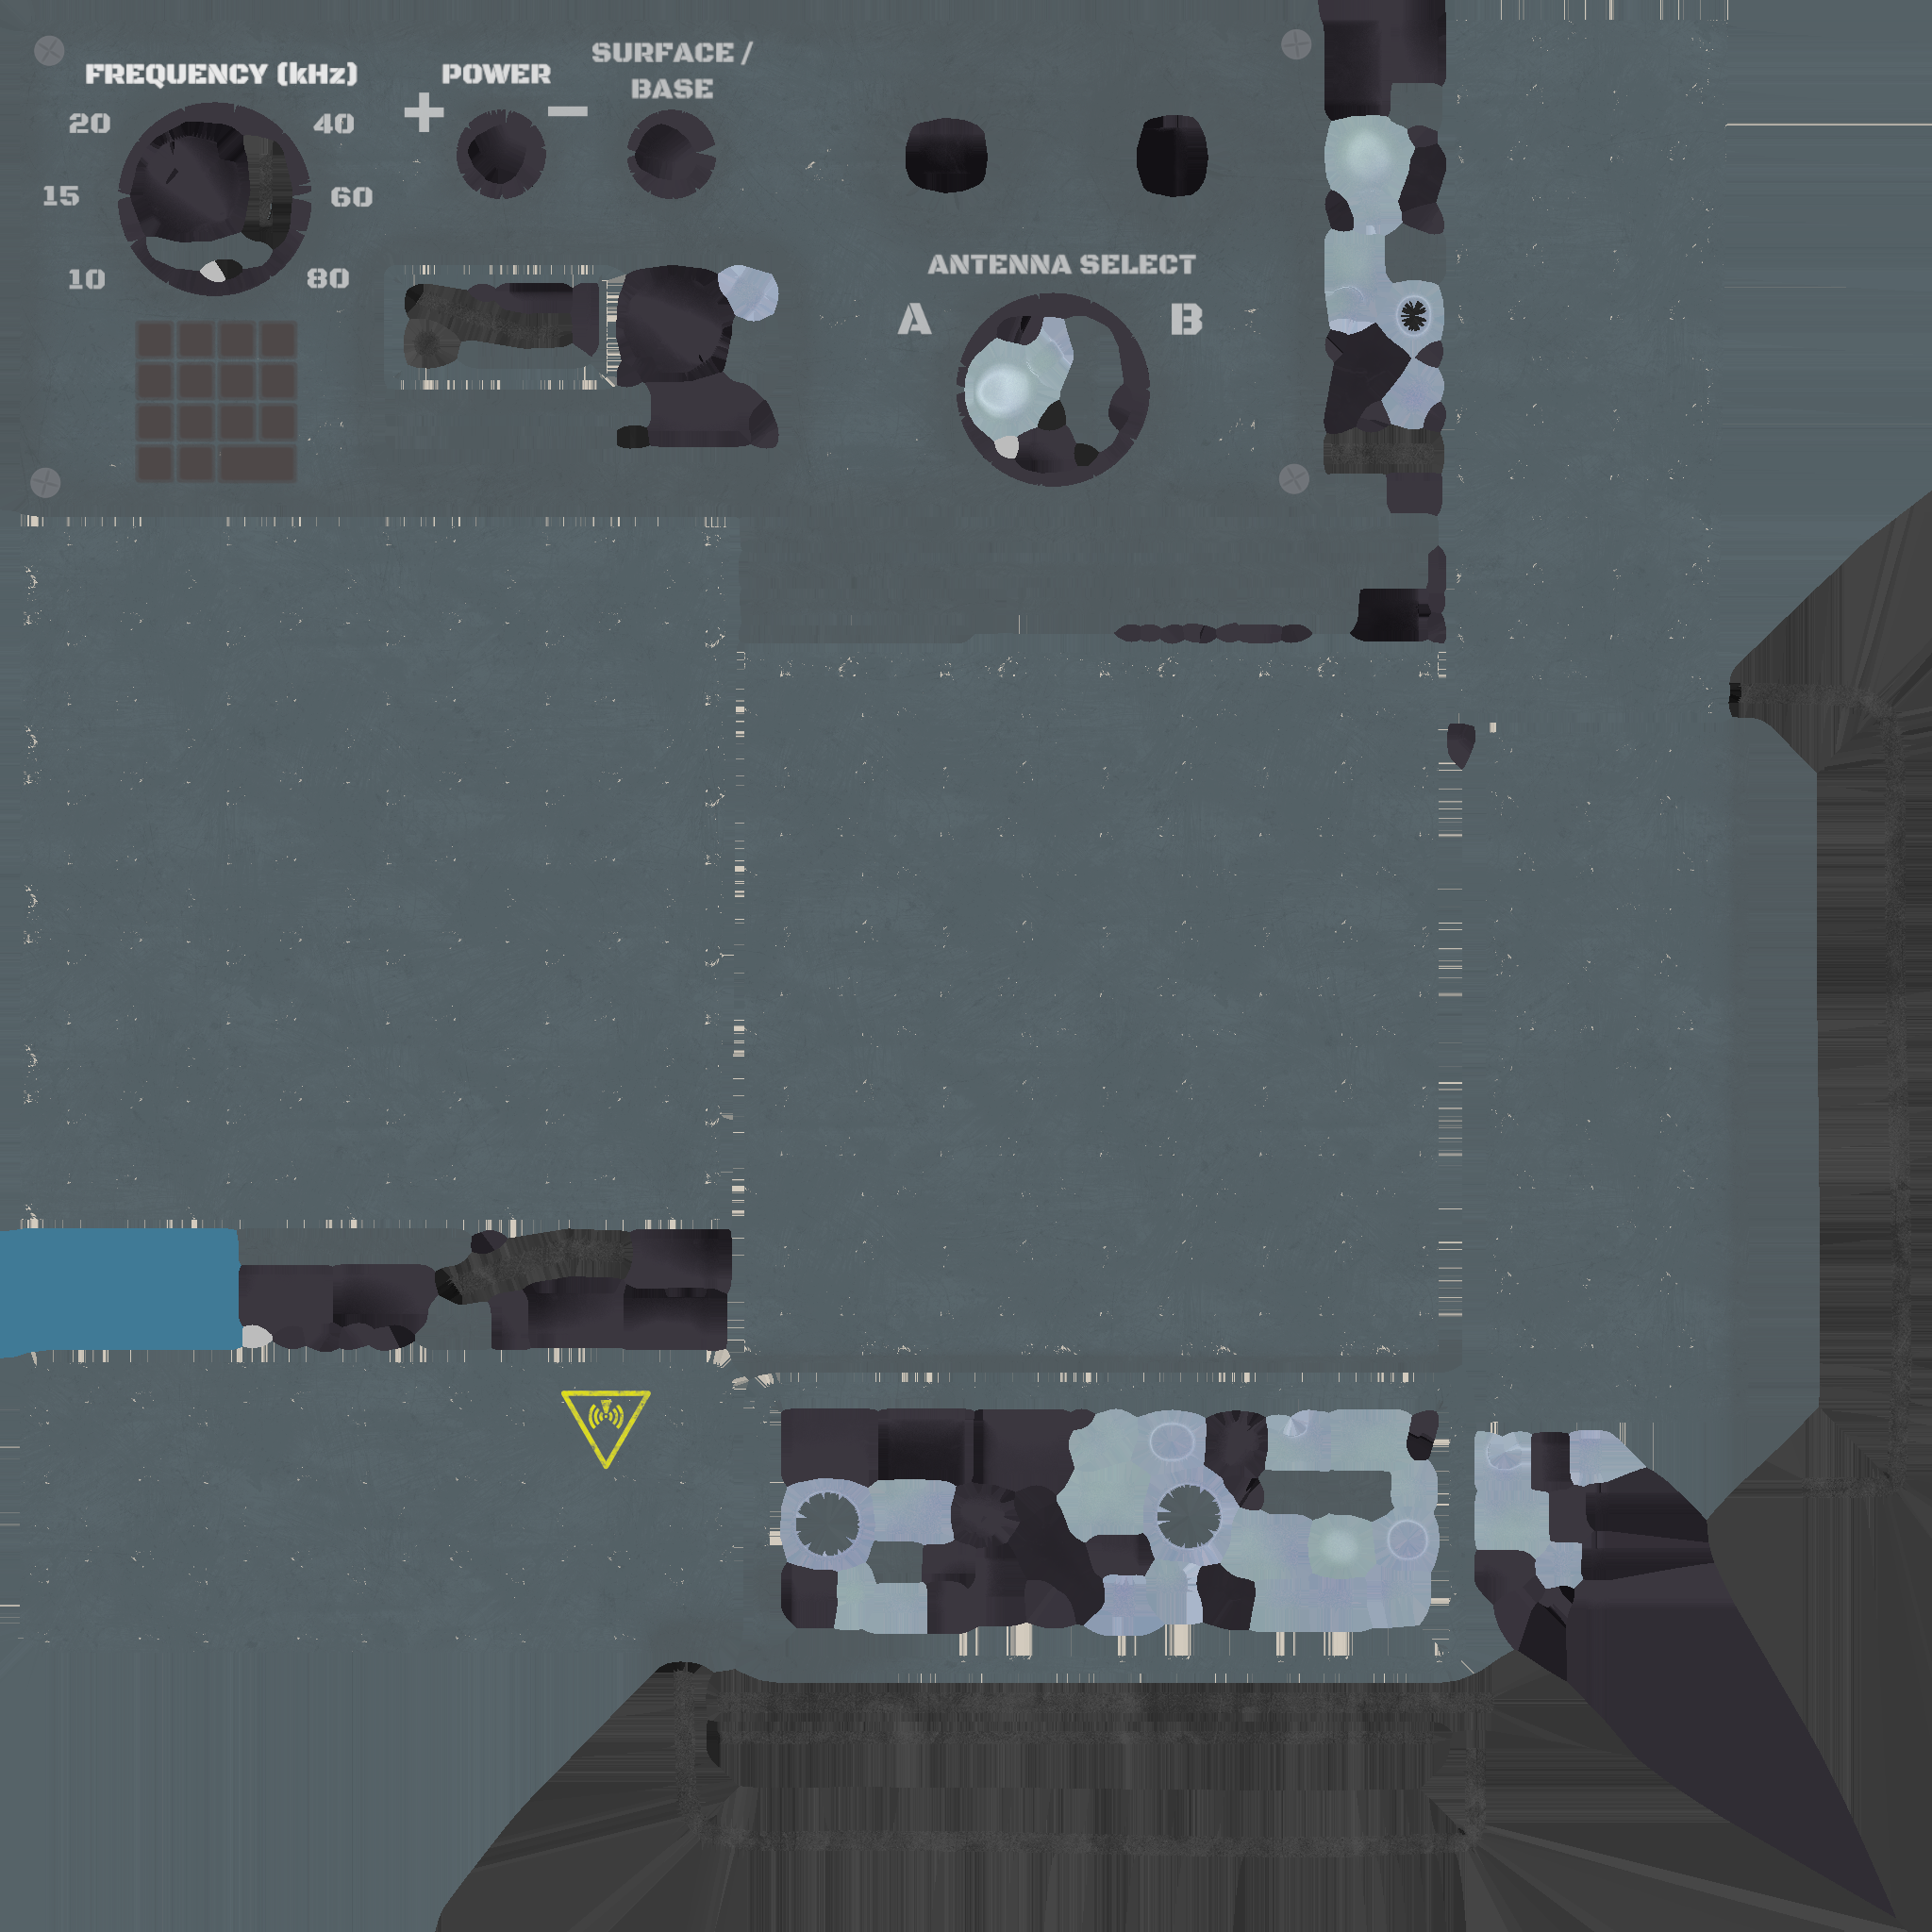 FREQUENCY (kHz)
20
40
15
60
10
80
POWER
+
−
SURFACE /
BASE
ANTENNA SELECT
A
B